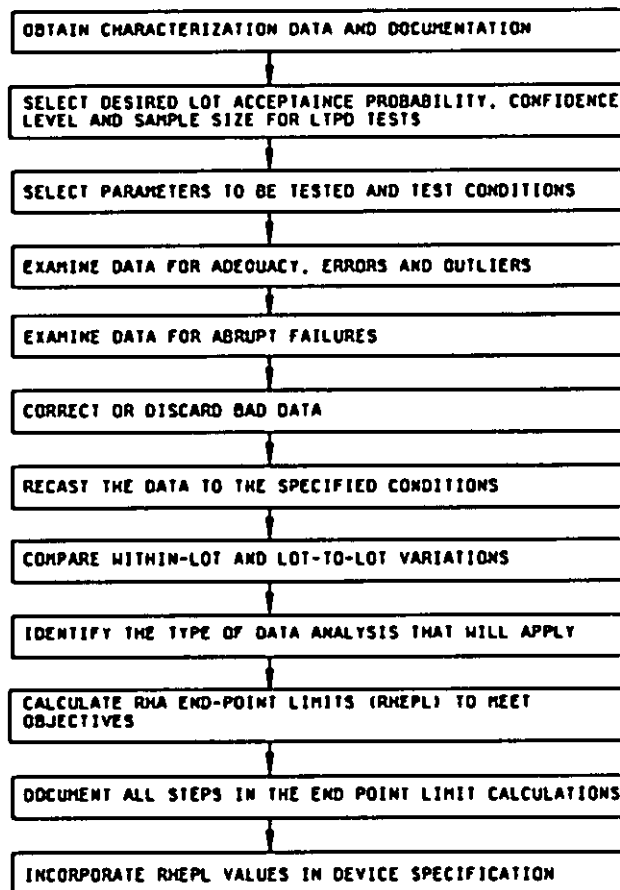 OBTAIN CHARACTERIZATION DATA AND DOCUMENTATION
SELECT DESIRED LOT ACCEPTAINCE PROBABILITY, CONFIDENCE
LEVEL AND SAMPLE SIZE FOR LTPD TESTS
SELECT PARAMETERS TO BE TESTED AND TEST CONDITIONS
EXAMINE DATA FOR ADEQUACY, ERRORS AND OUTLIERS
EXAMINE DATA FOR ABRUPT FAILURES
CORRECT OR DISCARD BAD DATA
RECAST THE DATA TO THE SPECIFIED CONDITIONS
COMPARE WITHIN-LOT AND LOT-TO-LOT VARIATIONS
IDENTIFY THE TYPE OF DATA ANALYSIS THAT WILL APPLY
CALCULATE RHA END-POINT LIMITS (RHEPL) TO MEET
OBJECTIVES
DOCUMENT ALL STEPS IN THE END POINT LIMIT CALCULATIONS
INCORPORATE RHEPL VALUES IN DEVICE SPECIFICATION